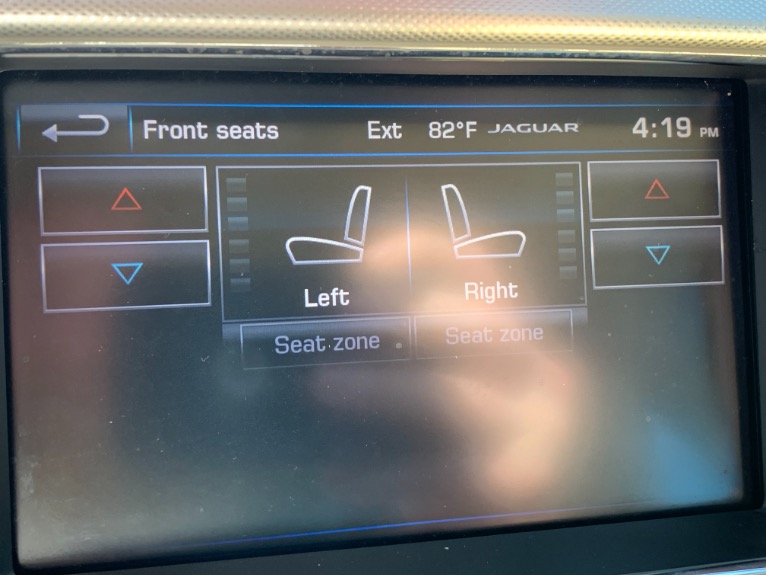 Front seats Ext 82°F JAGUAR 4:19 PM
Left Right
Seat zone Seat zone